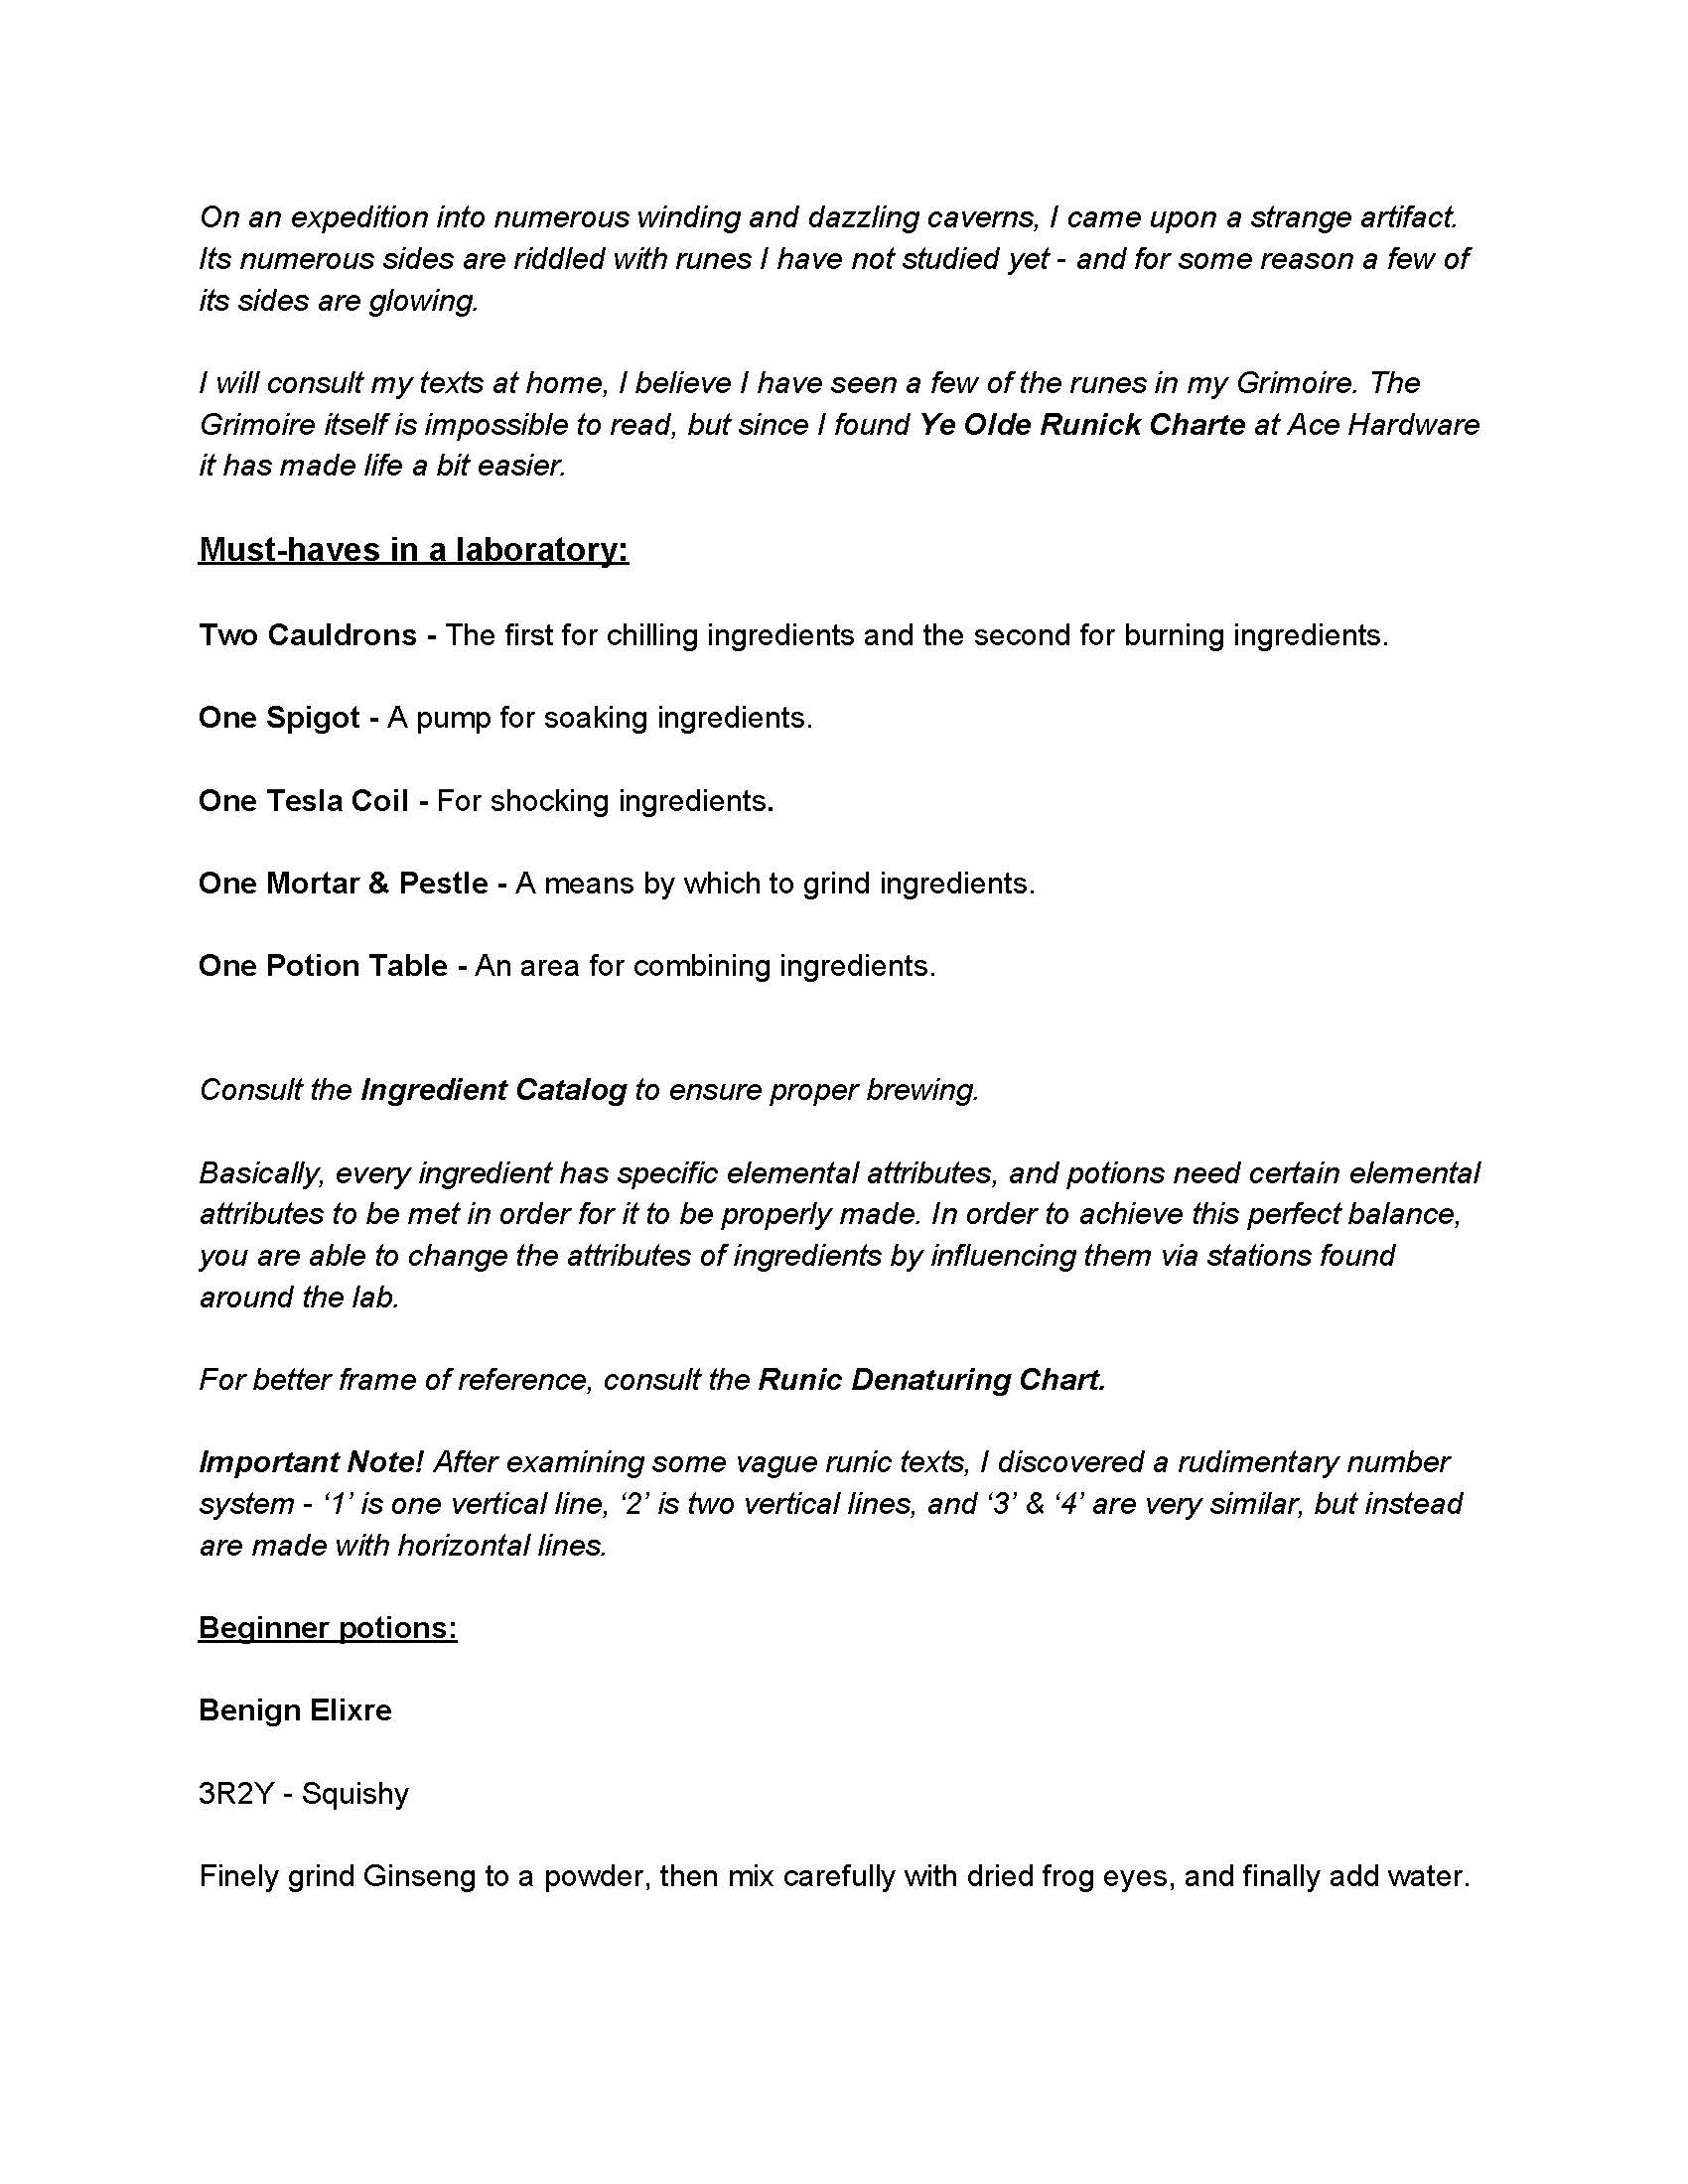 On an expedition into numerous winding and dazzling caverns, I came upon a strange artifact.
Its numerous sides are riddled with runes I have not studied yet - and for some reason a few of
its sides are glowing.
I will consult my texts at home, I believe I have seen a few of the runes in my Grimoire. The
Grimoire itself is impossible to read, but since I found Ye Olde Runick Charte at Ace Hardware
it has made life a bit easier.
Must-haves in a laboratory:
Two Cauldrons - The first for chilling ingredients and the second for burning ingredients.
One Spigot - A pump for soaking ingredients.
One Tesla Coil - For shocking ingredients.
One Mortar & Pestle - A means by which to grind ingredients.
One Potion Table - An area for combining ingredients.
Consult the Ingredient Catalog to ensure proper brewing.
Basically, every ingredient has specific elemental attributes, and potions need certain elemental
attributes to be met in order for it to be properly made. In order to achieve this perfect balance,
you are able to change the attributes of ingredients by influencing them via stations found
around the lab.
For better frame of reference, consult the Runic Denaturing Chart.
Important Note! After examining some vague runic texts, I discovered a rudimentary number
system - ‘1’ is one vertical line, ‘2’ is two vertical lines, and ‘3’ & ‘4’ are very similar, but instead
are made with horizontal lines.
Beginner potions:
Benign Elixre
3R2Y - Squishy
Finely grind Ginseng to a powder, then mix carefully with dried frog eyes, and finally add water.